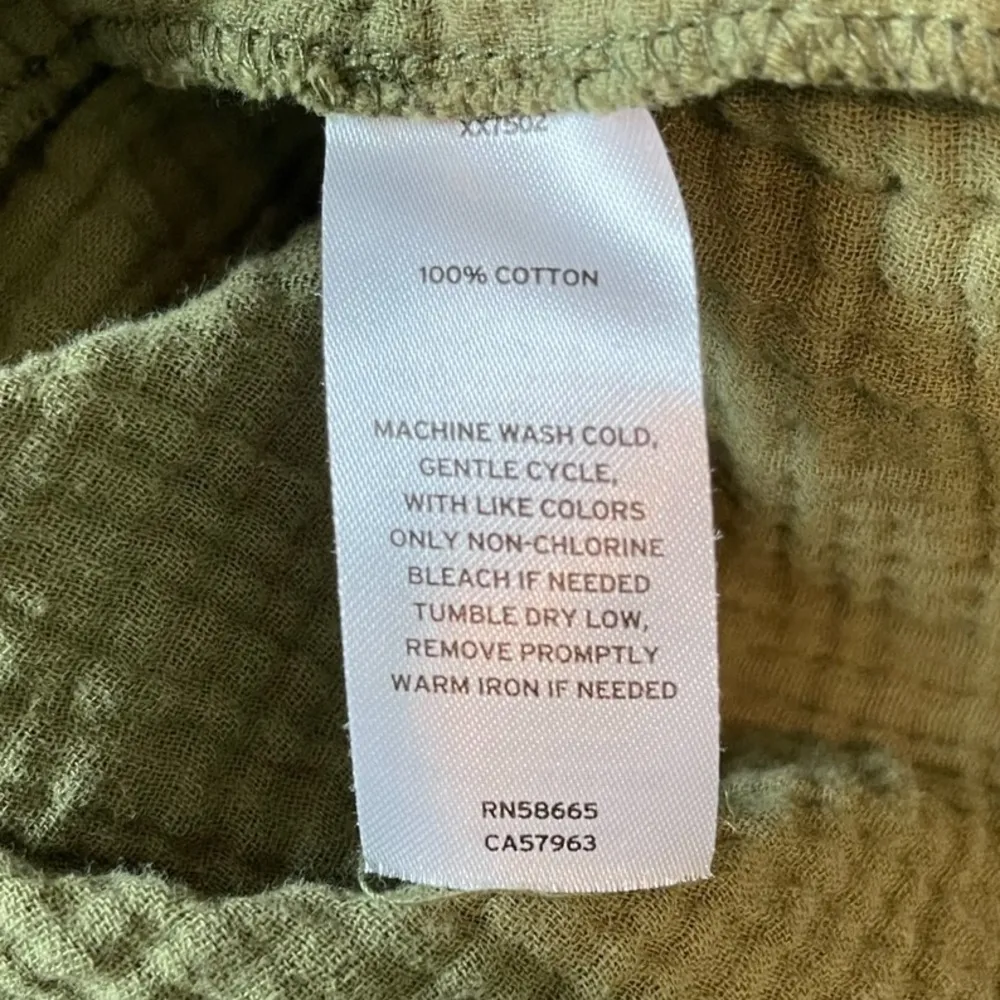 100% COTTON
MACHINE WASH COLD,
GENTLE CYCLE,
WITH LIKE COLORS
ONLY NON-CHLORINE
BLEACH IF NEEDED
TUMBLE DRY LOW,
REMOVE PROMPTLY
WARM IRON IF NEEDED
RN58665
CA57963